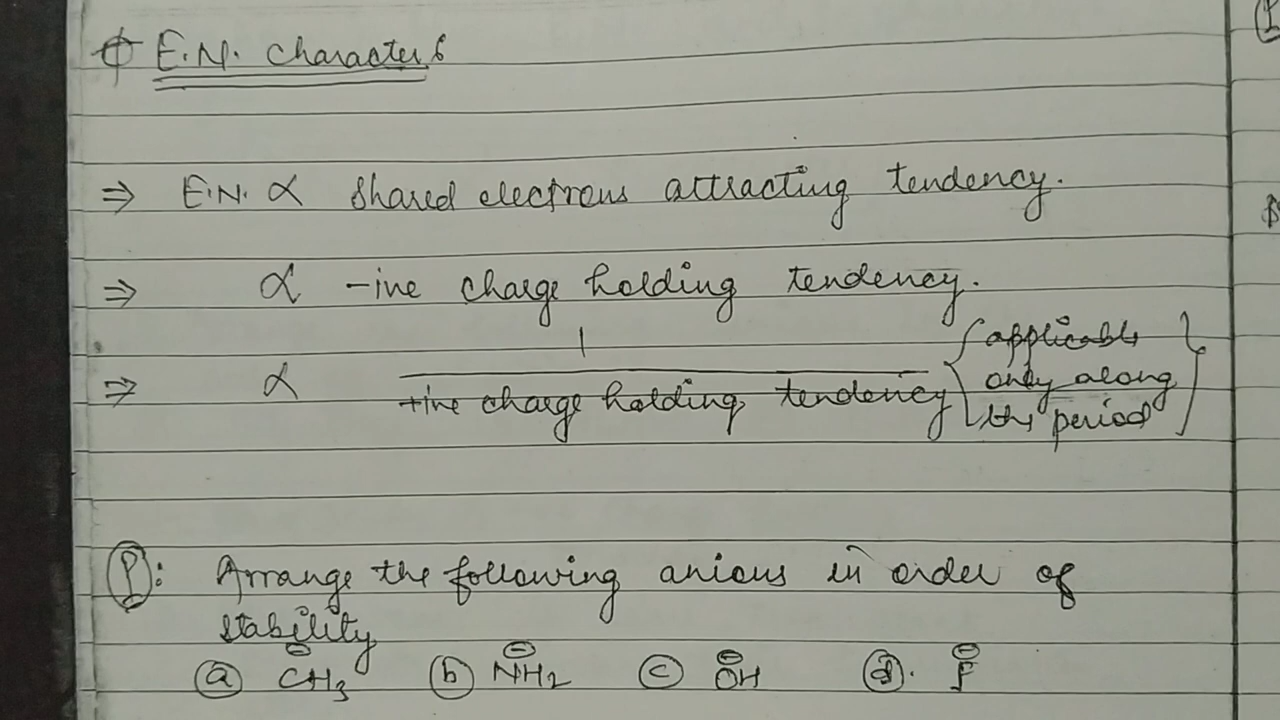 E.N. Character
⇒ E.N. ∝ Shared electrons attracting tendency.
⇒ ∝ -ive charge holding tendency.
⇒ ∝ 1 / +ive charge holding tendency { applicable only along the period }
(P): Arrange the following anions in order of
stability
(a) CH₃⊖ (b) NH₂⊖ (c) OH⊖ (d). F⊖